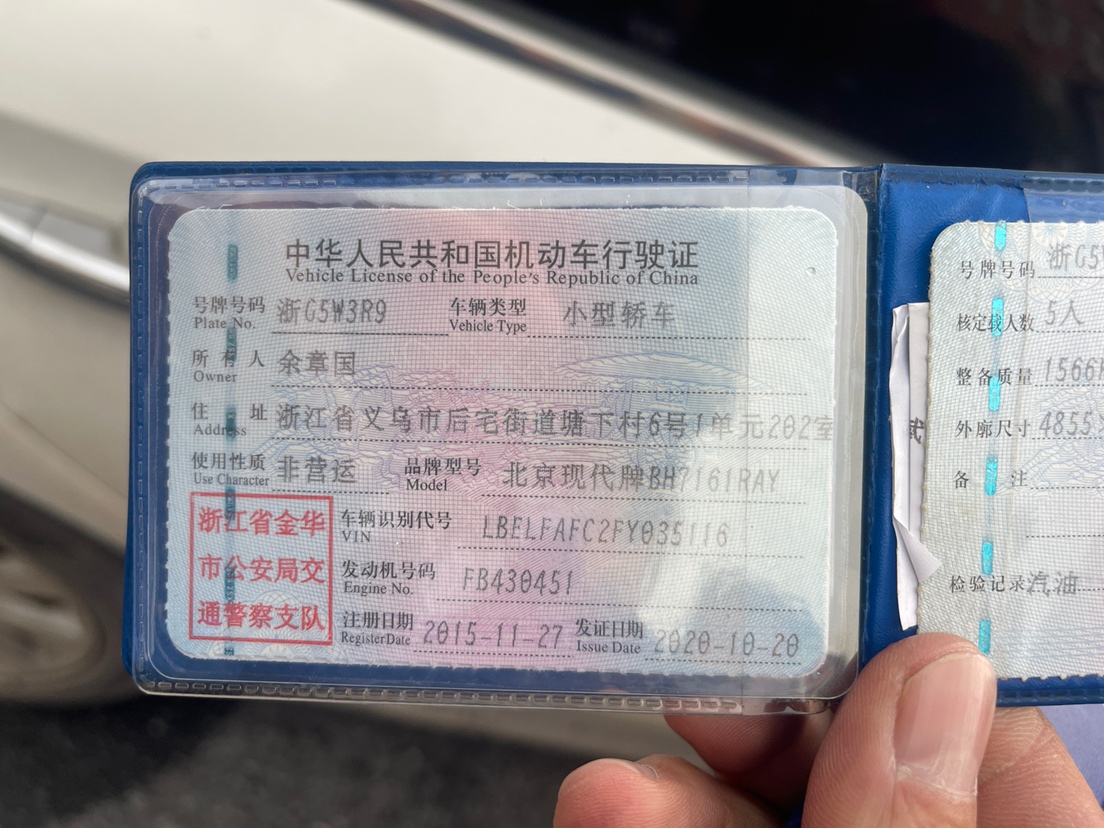 中华人民共和国机动车行驶证
Vehicle License of the People's Republic of China
号牌号码 浙G5W3R9 车辆类型 小型轿车
Plate No. Vehicle Type
所有人 余章国
Owner
住址 浙江省义乌市后宅街道塘下村6号1单元202室
Address
使用性质 非营运 品牌型号 北京现代牌BH7161RAY
Use Character Model
浙江省金华
市公安局交
通警察支队
车辆识别代号 LBELFAFC2FY035116
VIN
发动机号码 FB430451
Engine No.
注册日期 2015-11-27 发证日期 2020-10-20
Register Date Issue Date
号牌号码 浙G5
核定载人数 5人
整备质量 1566
外廓尺寸 4855
备注
检验记录 汽油